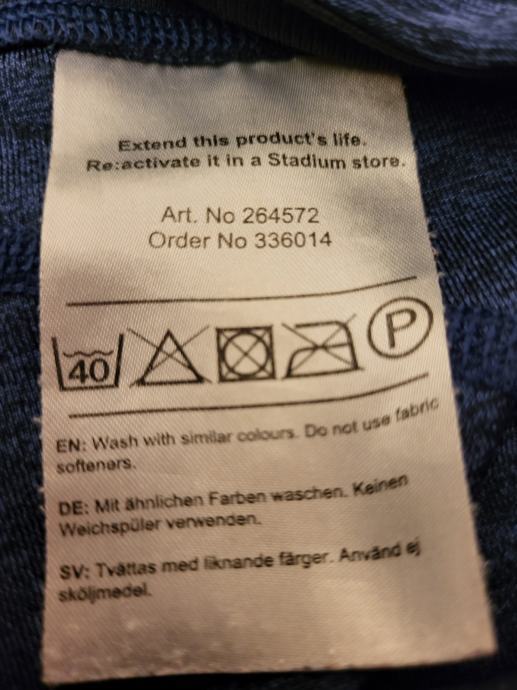 Extend this product's life.
Re:activate it in a Stadium store.
Art. No 264572
Order No 336014
40
P
EN: Wash with similar colours. Do not use fabric
softeners.
DE: Mit ähnlichen Farben waschen. Keinen
Weichspüler verwenden.
SV: Tvättas med liknande färger. Använd ej
sköljmedel.